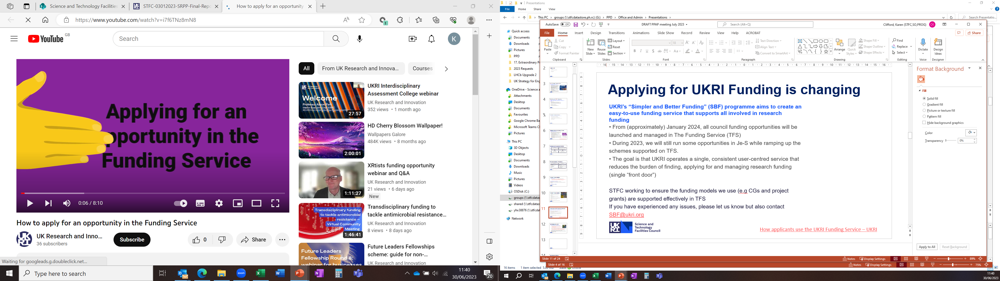 Science and Technology Facilities
STFC-03012023-SRPP-Final-Repo
How to apply for an opportunity
https://www.youtube.com/watch?v=i7f6TNz8mN8
YouTube GB
Search
K
Applying for an
opportunity in the
Funding Service
0:06 / 8:10
How to apply for an opportunity in the Funding Service
UK Research and Inno...
36 subscribers
Subscribe
0
Share
Waiting for googleads.g.doubleclick.net...
All
From UK Research and Innova...
Courses
Welcome
Professor Alison Park
Interim Executive Chair ESRC
27:57
UKRI Interdisciplinary
Assessment College webinar
UK Research and Innovation
352 views • 1 month ago
2:00:01
HD Cherry Blossom Wallpaper!
Wallpapers Galore
484K views • 8 months ago
1:11:27
XRtists funding opportunity
webinar and Q&A
UK Research and Innovation
21 views • 6 days ago
New
Transdisciplinary funding
to tackle antimicrobial
resistance –
Virtual Community
Meeting
1:46:41
Transdisciplinary funding to
tackle antimicrobial resistance...
UK Research and Innovation
8 views • 8 days ago
Future Leaders
Fellowship Round 8:
webinar for businesses
Future Leaders Fellowships
scheme: guide for non-...
UK Research and Innovation
Type here to search
11:40
30/06/2023
20
Presentations
File Home Share View
This PC > groups (\\stfcdatastore.ph.rc) (G:) > PPD > Office and Admin > Presentations >
Search Presentatio...
Quick access
Documents
Downloads
Pictures
PPD
17. Extraordinary P
2023 Requests
LHCb Upgrade 2
UK Strategy for Eng
OneDrive - Science a
Attachments
Desktop
Documents
Favourites
Google Chrome Ba
Microsoft Teams C
Pictures
This PC
3D Objects
Desktop
Documents
Downloads
Music
Pictures
Videos
OSDisk (C:)
groups (\\stfcdatas
shared (\\stfcdatas
yhx38876 (\\stfcdat
Network
16 items 1 item selected
AutoSave Off
DRAFT PPAP meeting July 2023
Search (Alt+Q)
Clifford, Karen (STFC,SO,PROG)
CK
File Home Insert Design Transitions Animations Slide Show Record Review View Help ACROBAT
Share
Paste
Cut
Copy
Format Painter
Clipboard
New Slide
Reuse Slides
Layout
Reset
Section
Slides
18
Font
Text Direction
Align Text
Convert to SmartArt
Paragraph
Arrange
Quick Styles
Shape Fill
Shape Outline
Shape Effects
Drawing
Find
Replace
Select
Editing
Dictate
Voice
Design Ideas
Designer
2
3
4
5
6
7
8
9
10
11
12
13
14
Applying for UKRI Funding is changing
UKRI's “Simpler and Better Funding” (SBF) programme aims to create an
easy-to-use funding service that supports all involved in research
funding
• From (approximately) January 2024, all council funding opportunities will be
launched and managed in The Funding Service (TFS)
• During 2023, we will still run some opportunities in Je-S while ramping up the
schemes supported on TFS.
• The goal is that UKRI operates a single, consistent user-centred service that
reduces the burden of finding, applying for and managing research funding
(single “front door”)
STFC working to ensure the funding models we use (e.g CGs and project
grants) are supported effectively in TFS
If you have experienced any issues, please let us know but also contact
SBF@ukri.org
UKRI
Science and
Technology
Facilities Council
How applicants use the UKRI Funding Service – UKRI
Format Background
Fill
Solid fill
Gradient fill
Picture or texture fill
Pattern fill
Hide background graphics
Color
Transparency 0%
Apply to All
Reset Background
Slide 11 of 24
Notes
Display Settings
89%
Slide 4 of 16
Notes
Display Settings
75%
11:40
30/06/2023